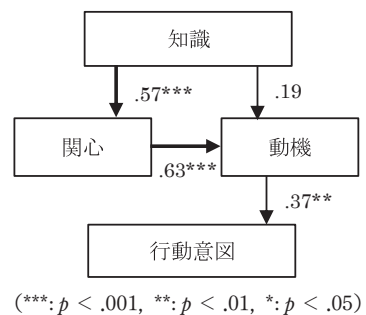 知識
.57***
.19
関心
動機
.63***
.37**
行動意図
(***: p < .001, **: p < .01, *: p < .05)